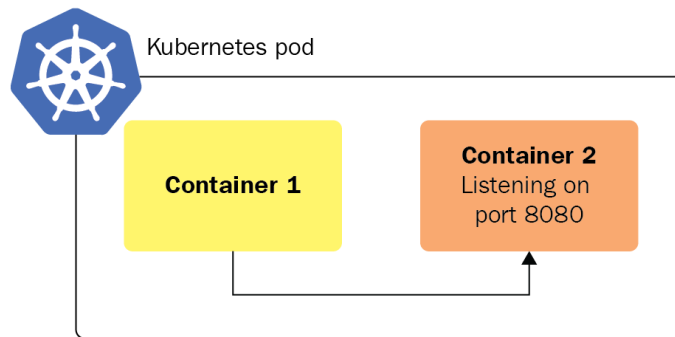 Kubernetes pod
Container 1
Container 2
Listening on
port 8080